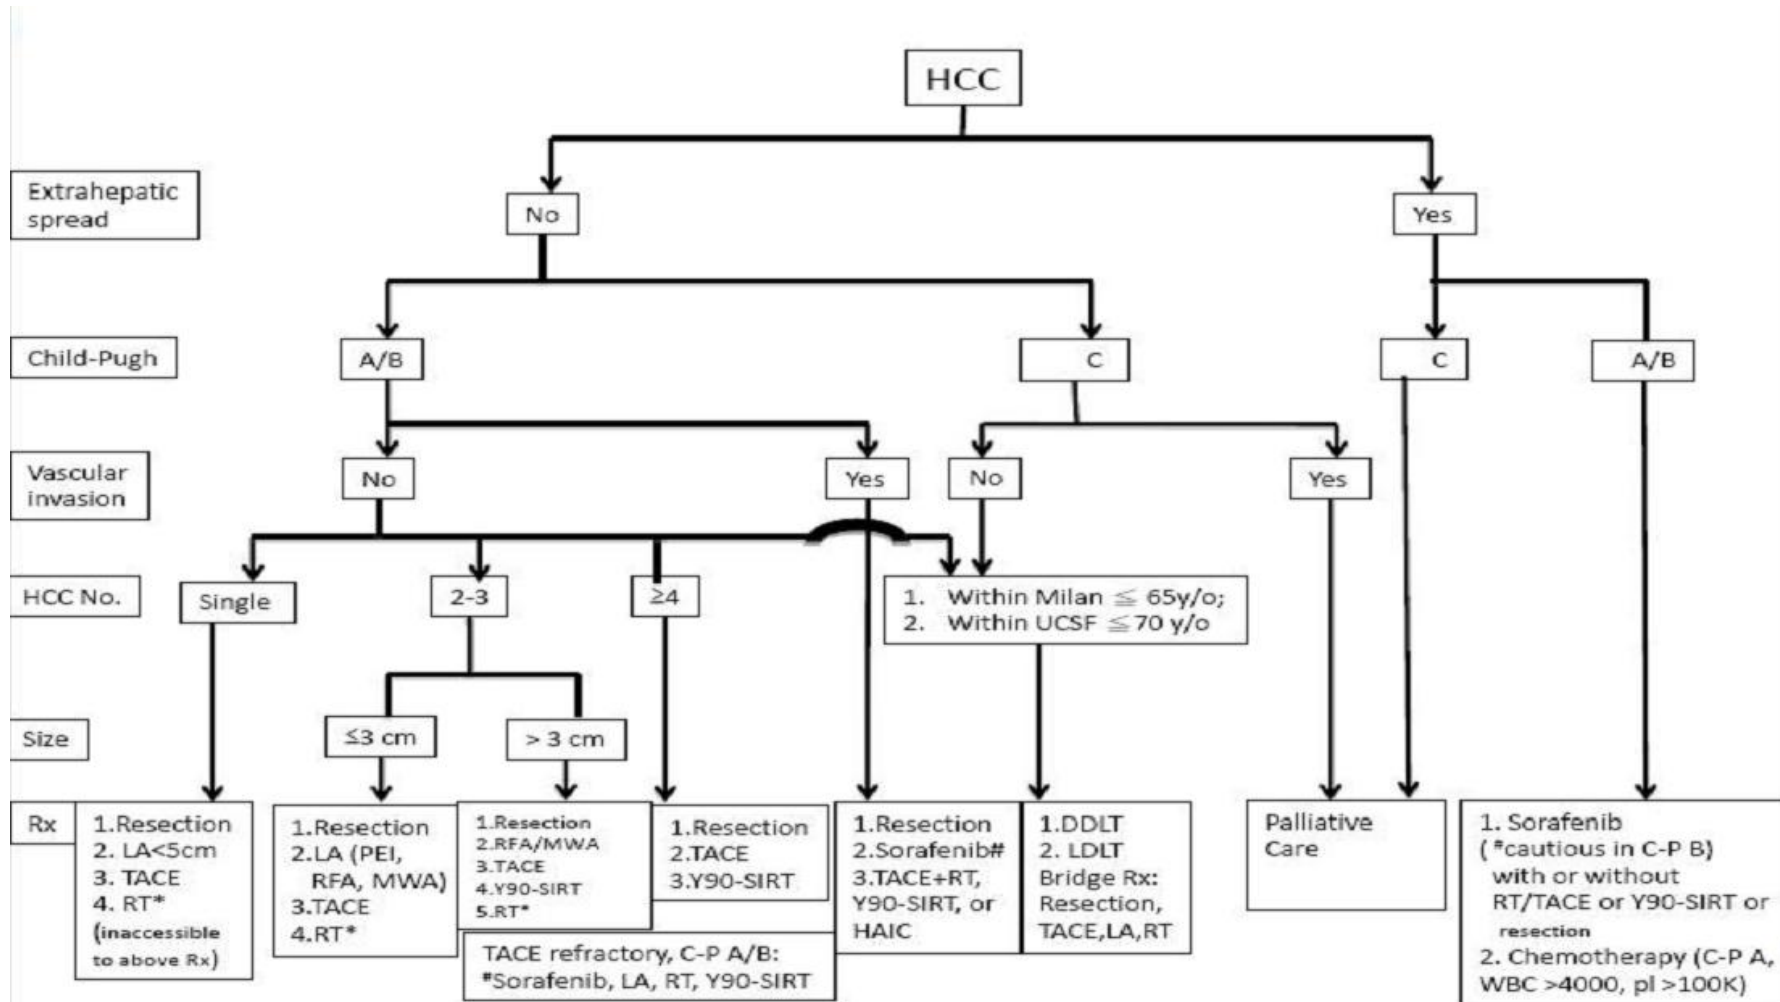 HCC
Extrahepatic
spread
No
Yes
Child-Pugh
A/B
C
C
A/B
Vascular
invasion
No
Yes
No
Yes
HCC No.
Single
2-3
≥4
1. Within Milan ≦ 65y/o;
2. Within UCSF ≦70 y/o
Size
≤3 cm
> 3 cm
Rx
1.Resection
2. LA<5cm
3. TACE
4. RT*
(inaccessible
to above Rx)
1.Resection
2.LA (PEI,
RFA, MWA)
3.TACE
4.RT*
1.Resection
2.RFA/MWA
3.TACE
4.Y90-SIRT
5.RT*
1.Resection
2.TACE
3.Y90-SIRT
TACE refractory, C-P A/B:
#Sorafenib, LA, RT, Y90-SIRT
1.Resection
2.Sorafenib#
3.TACE+RT,
Y90-SIRT, or
HAIC
1.DDLT
2. LDLT
Bridge Rx:
Resection,
TACE,LA,RT
Palliative
Care
1. Sorafenib
(#cautious in C-P B)
with or without
RT/TACE or Y90-SIRT or
resection
2. Chemotherapy (C-P A,
WBC >4000, pl >100K)